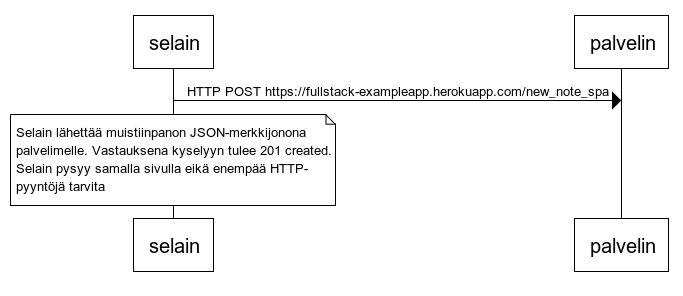 selain
palvelin
HTTP POST https://fullstack-exampleapp.herokuapp.com/new_note_spa
Selain lähettää muistiinpanon JSON-merkkijonona
palvelimelle. Vastauksena kyselyyn tulee 201 created.
Selain pysyy samalla sivulla eikä enempää HTTP-
pyyntöjä tarvita
selain
palvelin